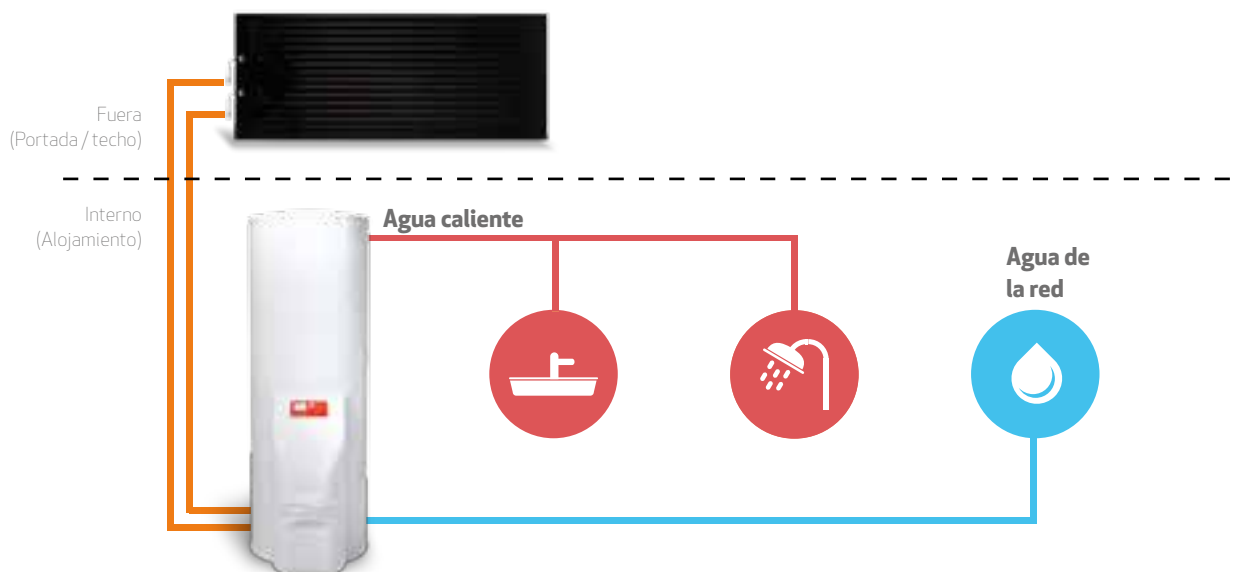 Fuera
(Portada / techo)
Interno
(Alojamiento)
Agua caliente
Agua de
la red